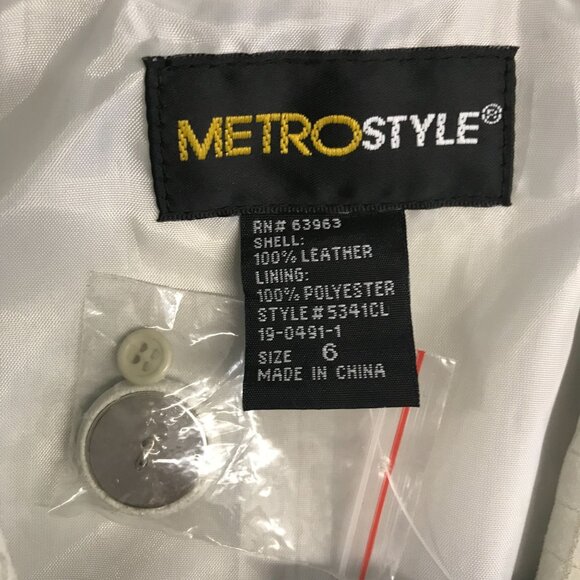 METROSTYLE®
RN# 63963
SHELL:
100% LEATHER
LINING:
100% POLYESTER
STYLE#5341CL
19-0491-1
SIZE 6
MADE IN CHINA